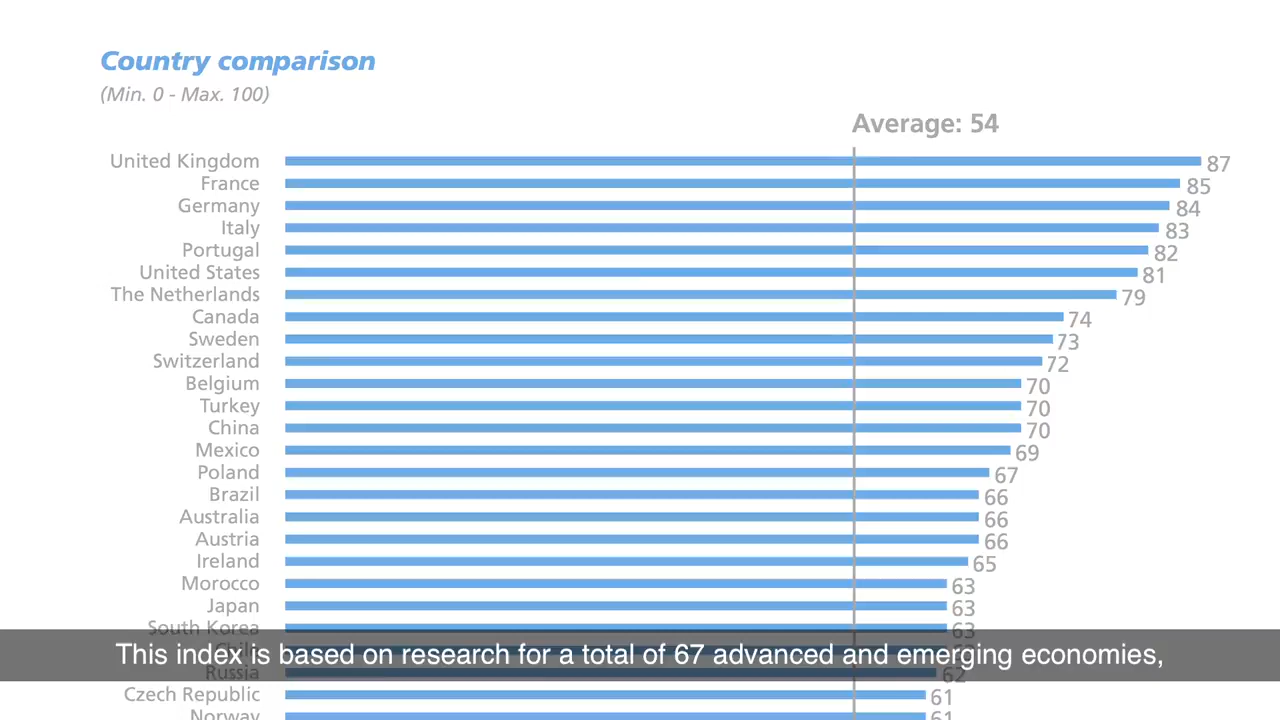 Country comparison
(Min. 0 - Max. 100)
Average: 54
United Kingdom 87
France 85
Germany 84
Italy 83
Portugal 82
United States 81
The Netherlands 79
Canada 74
Sweden 73
Switzerland 72
Belgium 70
Turkey 70
China 70
Mexico 69
Poland 67
Brazil 66
Australia 66
Austria 66
Ireland 65
Morocco 63
Japan 63
South Korea 63
Chile
This index is based on research for a total of 67 advanced and emerging economies,
Russia 62
Czech Republic 61
Norway 61